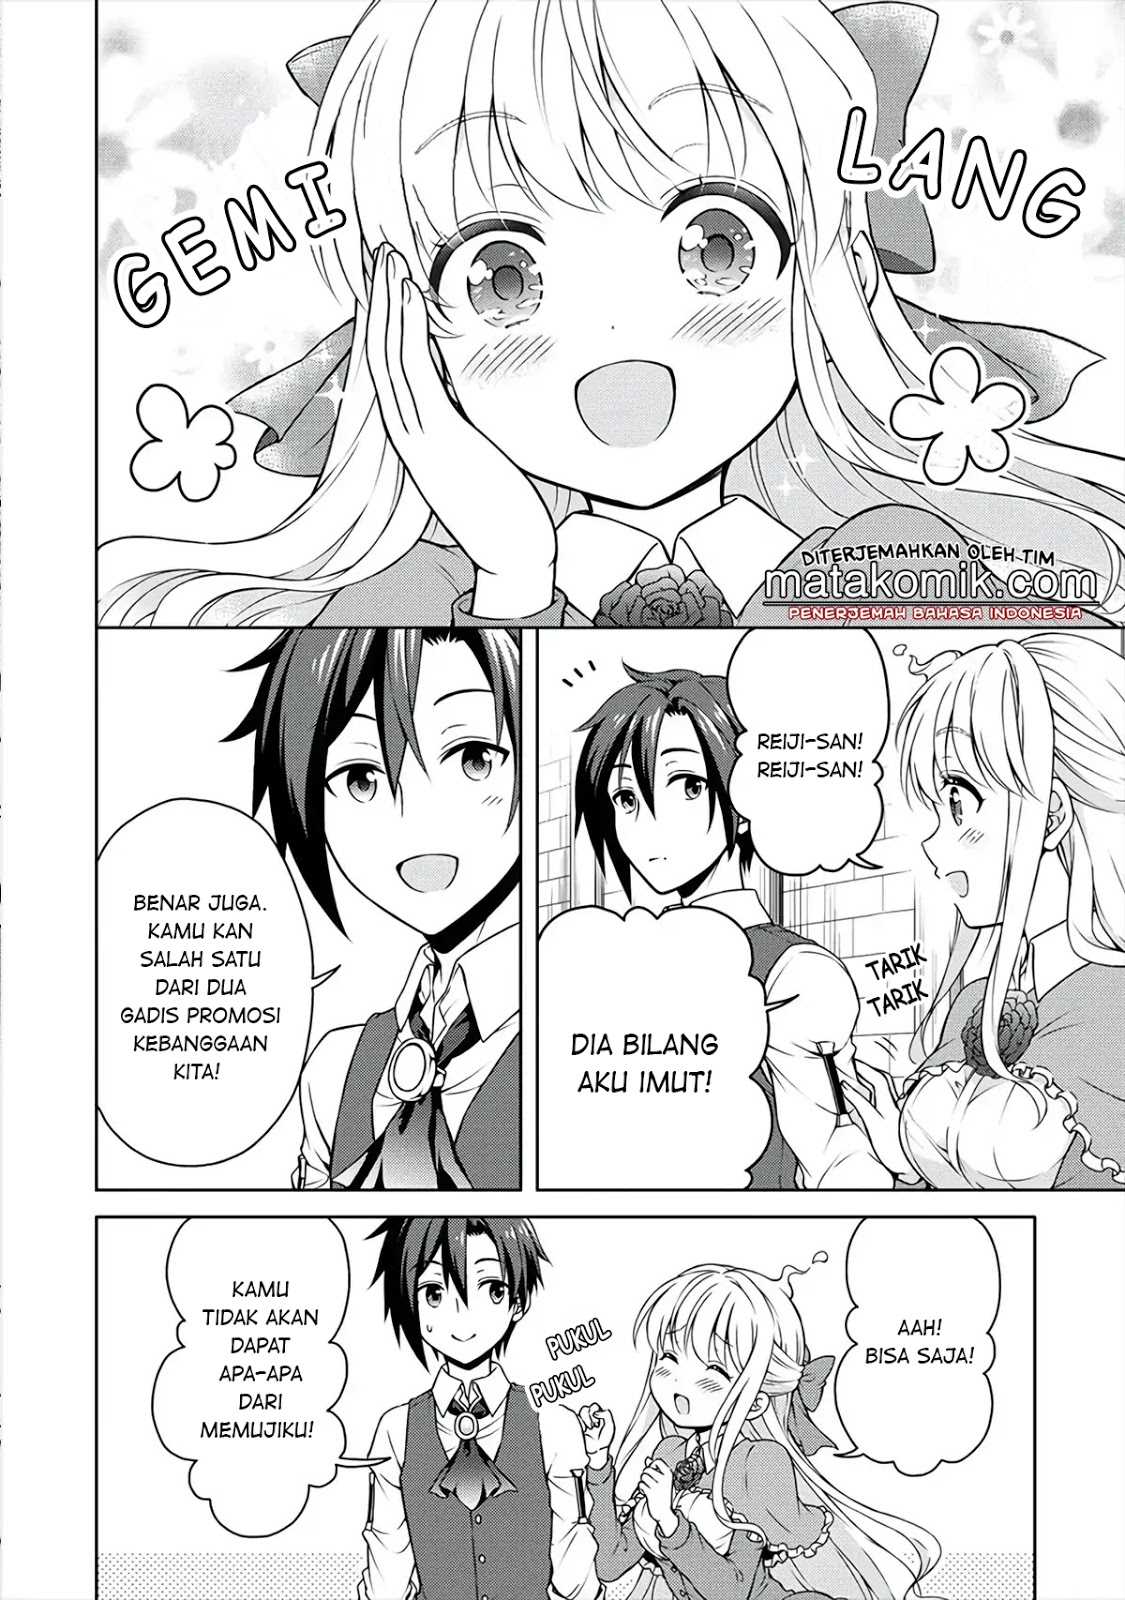 GEMI
LANG
DITERJEMAHKAN OLEH TIM
matakomik.com
PENERJEMAH BAHASA INDONESIA
REIJI-SAN!
REIJI-SAN!
TARIK
TARIK
DIA BILANG
AKU IMUT!
BENAR JUGA.
KAMU KAN
SALAH SATU
DARI DUA
GADIS PROMOSI
KEBANGGAAN
KITA!
AAH!
BISA SAJA!
PUKUL
PUKUL
KAMU
TIDAK AKAN
DAPAT
APA-APA
DARI
MEMUJIKU!